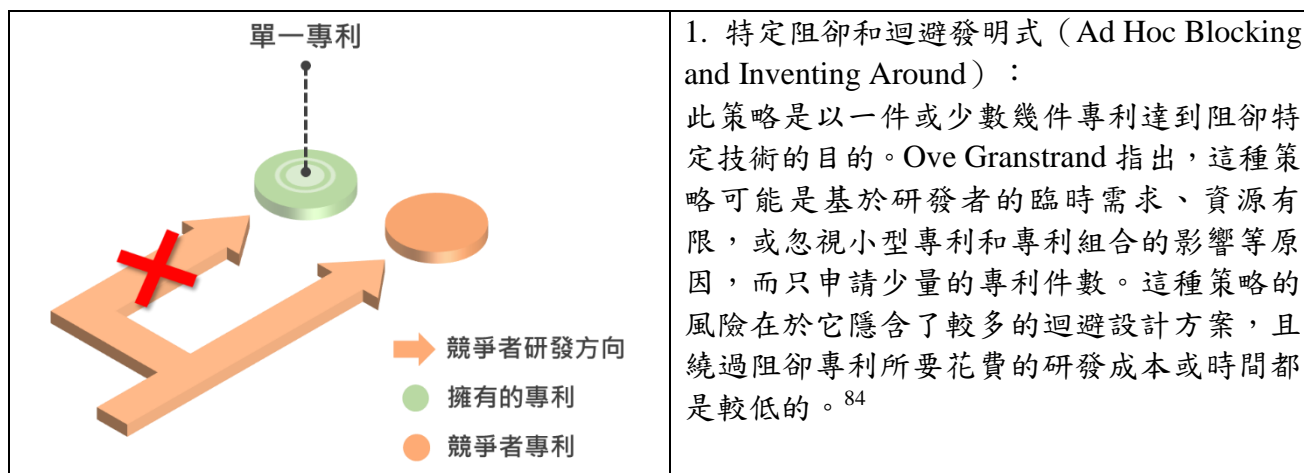 單一專利
競爭者研發方向
擁有的專利
競爭者專利
1. 特定阻卻和迴避發明式（Ad Hoc Blocking
and Inventing Around）：
此策略是以一件或少數幾件專利達到阻卻特
定技術的目的。Ove Granstrand 指出，這種策
略可能是基於研發者的臨時需求、資源有
限，或忽視小型專利和專利組合的影響等原
因，而只申請少量的專利件數。這種策略的
風險在於它隱含了較多的迴避設計方案，且
繞過阻卻專利所要花費的研發成本或時間都
是較低的。84